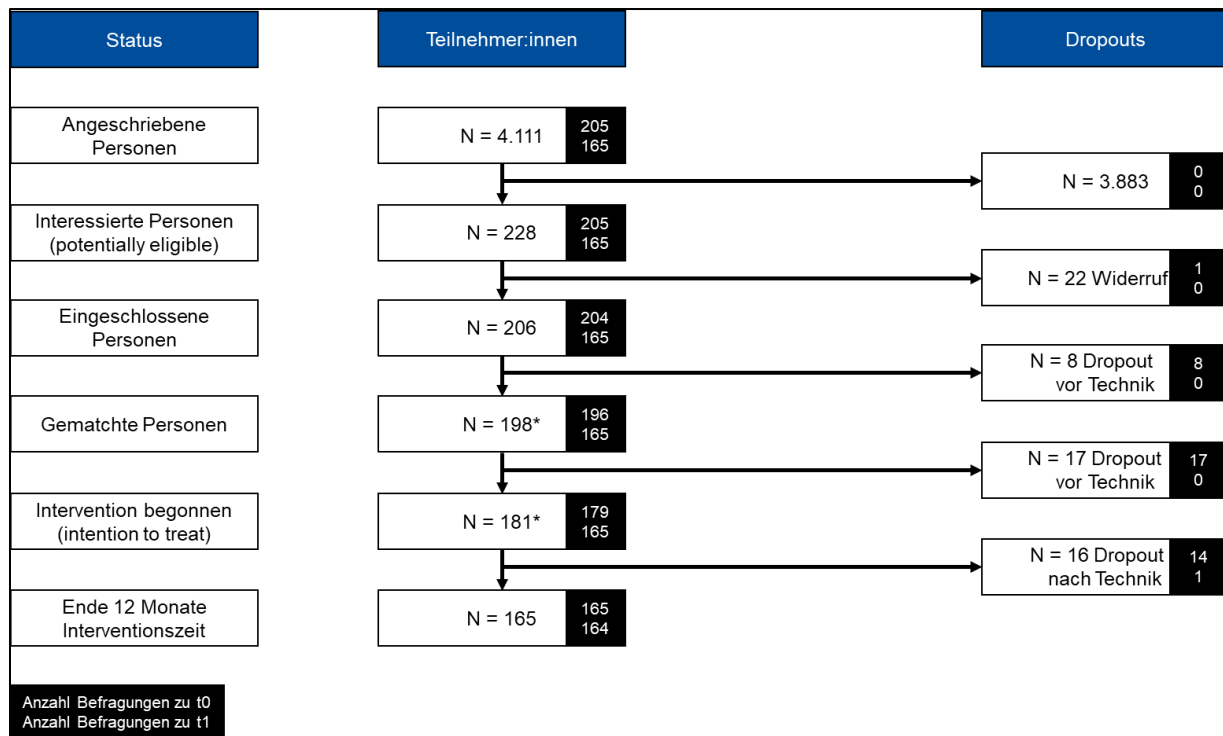 Status
Teilnehmer:innen
Dropouts
Angeschriebene
Personen
N = 4.111
205
165
N = 3.883
0
0
Interessierte Personen
(potentially eligible)
N = 228
205
165
N = 22 Widerruf
1
0
Eingeschlossene
Personen
N = 206
204
165
N = 8 Dropout
vor Technik
8
0
Gematchte Personen
N = 198*
196
165
N = 17 Dropout
vor Technik
17
0
Intervention begonnen
(intention to treat)
N = 181*
179
165
N = 16 Dropout
nach Technik
14
1
Ende 12 Monate
Interventionszeit
N = 165
165
164
Anzahl Befragungen zu t0
Anzahl Befragungen zu t1